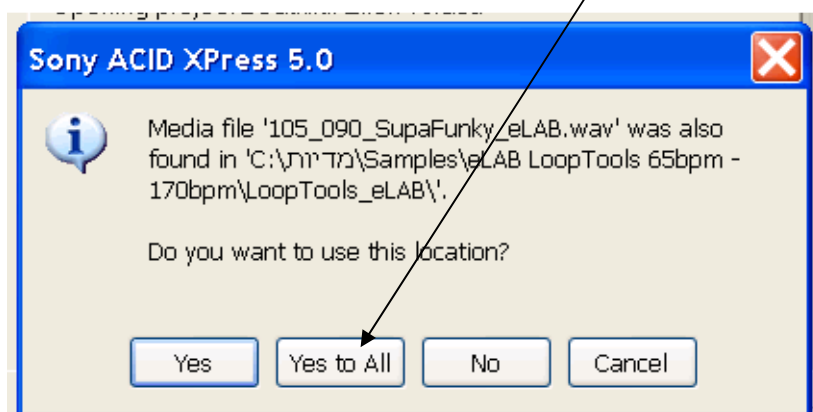 Sony ACID XPress 5.0
Media file '105_090_SupaFunky_eLAB.wav' was also
found in 'C:\מדיות\Samples\eLAB LoopTools 65bpm -
170bpm\LoopTools_eLAB\'.
Do you want to use this location?
Yes
Yes to All
No
Cancel